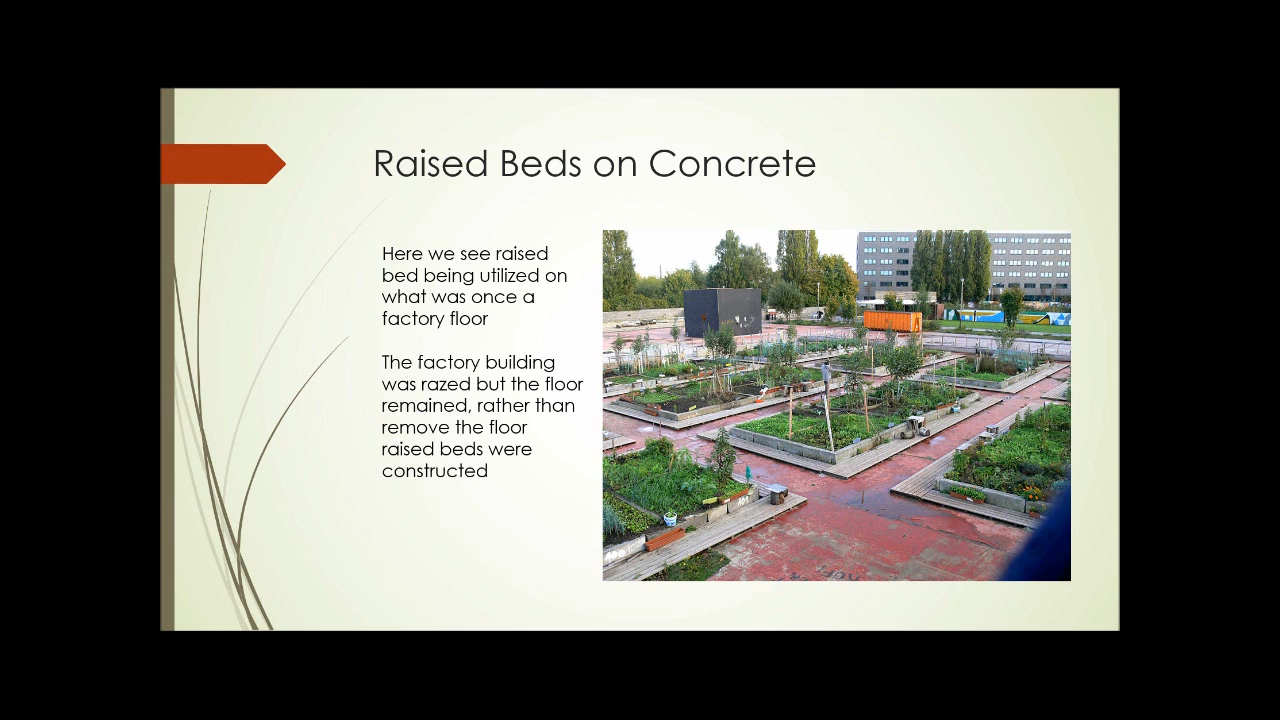 Raised Beds on Concrete
Here we see raised
bed being utilized on
what was once a
factory floor
The factory building
was razed but the floor
remained, rather than
remove the floor
raised beds were
constructed